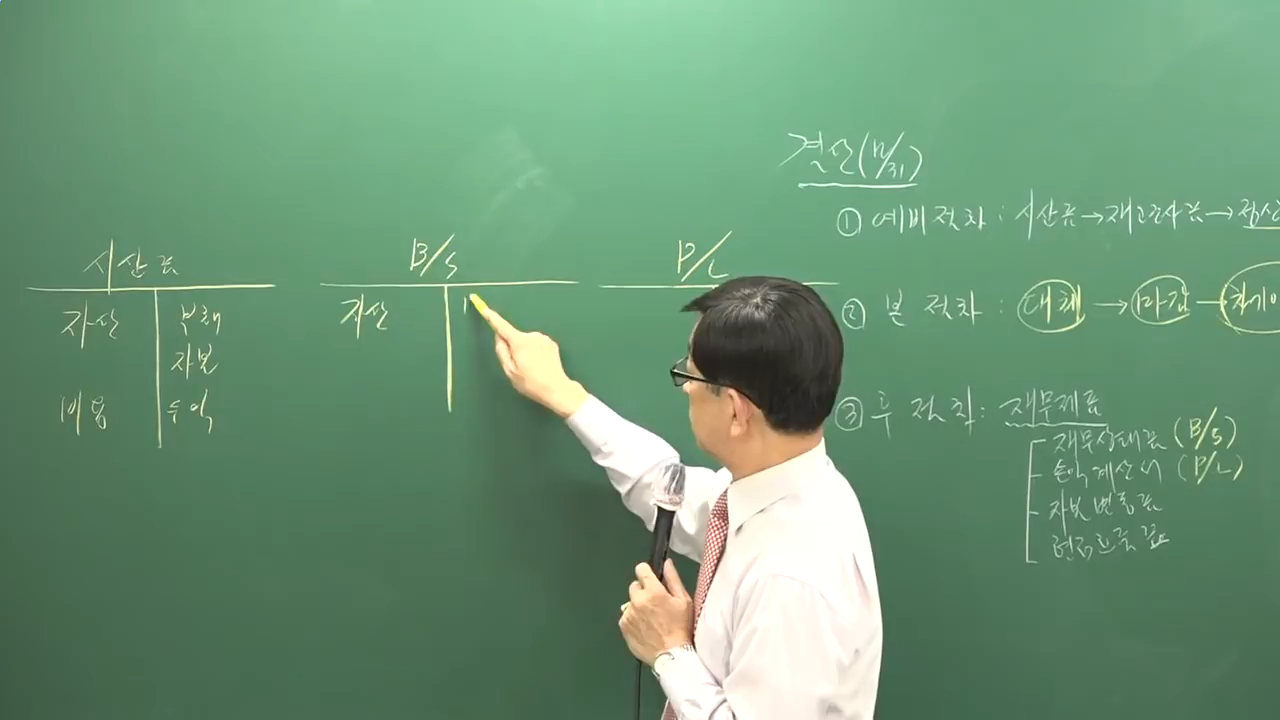 시산표
자산 부채
자본
비용 수익
B/S
자산
P/L
결산(12/31)
① 예비절차 : 시산표→재고조사표→정산
② 본 절차 : 대체→마감→차기이
③ 후 절차 : 재무제표
재무상태표 (B/S)
손익계산서 (P/L)
자본변동표
현금흐름표